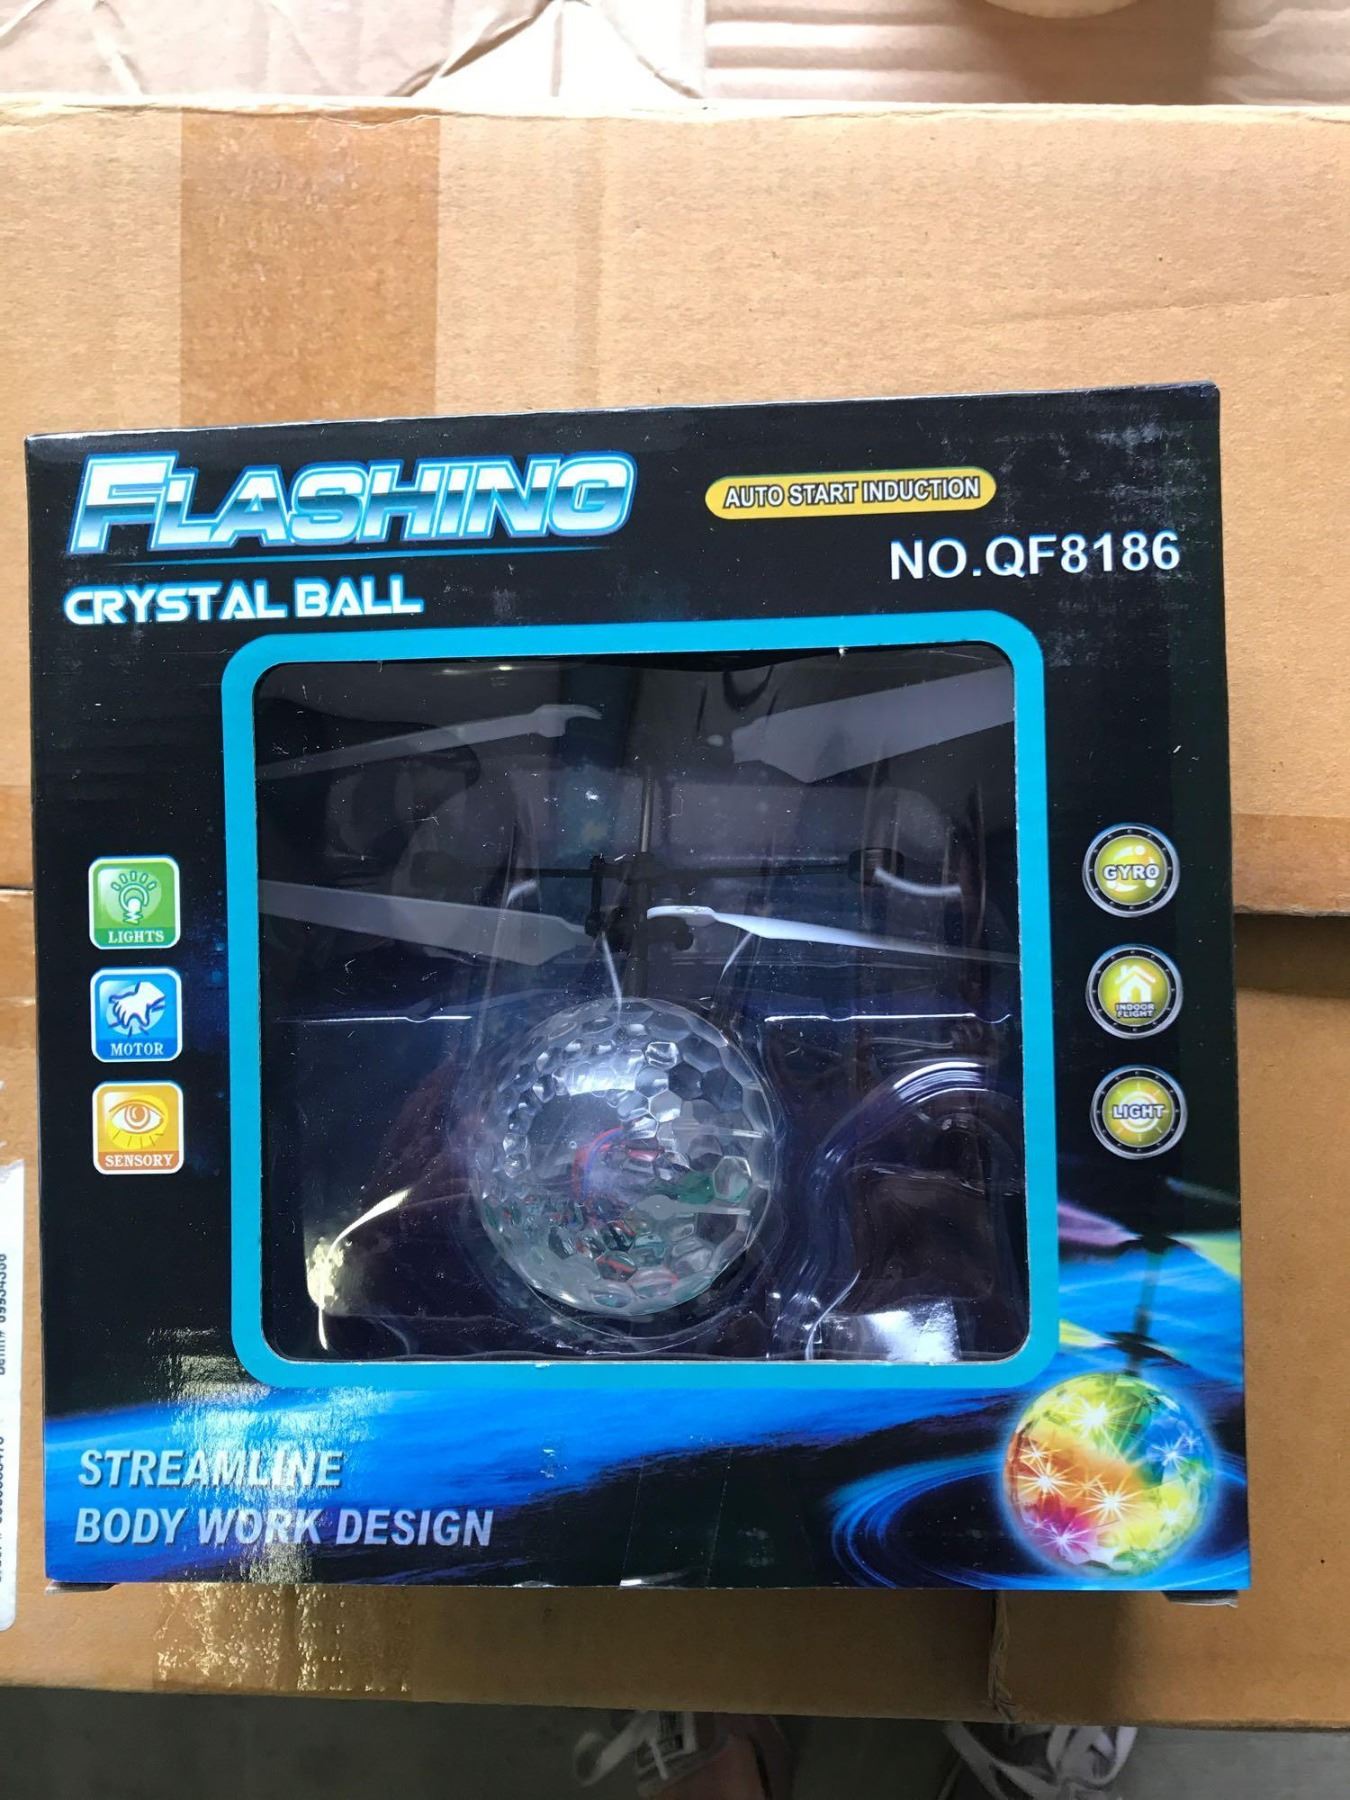 FLASHING
CRYSTAL BALL
AUTO START INDUCTION
NO.QF8186
LIGHTS
MOTOR
SENSORY
GYRO
INDOOR
FLIGHT
LIGHT
STREAMLINE
BODY WORK DESIGN